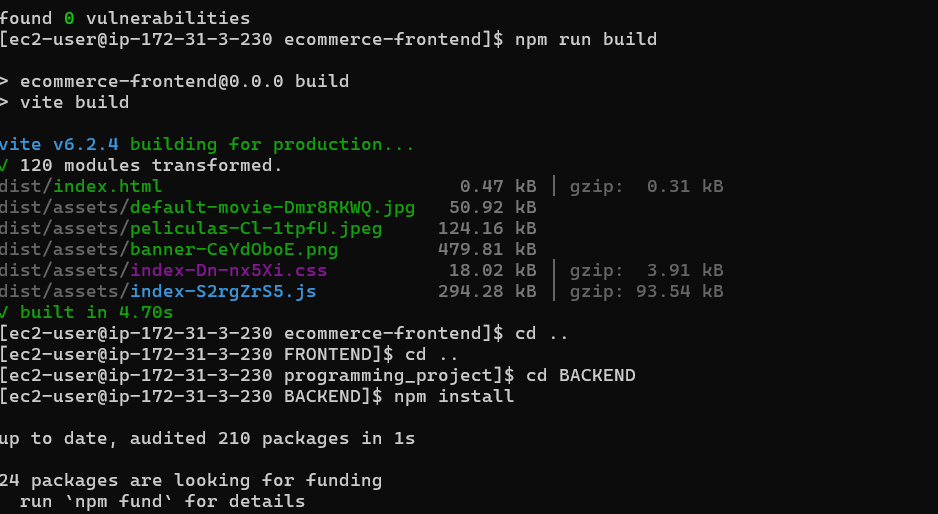 found 0 vulnerabilities
[ec2-user@ip-172-31-3-230 ecommerce-frontend]$ npm run build
> ecommerce-frontend@0.0.0 build
> vite build
vite v6.2.4 building for production...
✓ 120 modules transformed.
dist/index.html 0.47 kB │ gzip: 0.31 kB
dist/assets/default-movie-Dmr8RKWQ.jpg 50.92 kB
dist/assets/peliculas-Cl-1tpfU.jpeg 124.16 kB
dist/assets/banner-CeYdOboE.png 479.81 kB
dist/assets/index-Dn-nx5Xi.css 18.02 kB │ gzip: 3.91 kB
dist/assets/index-S2rgZrS5.js 294.28 kB │ gzip: 93.54 kB
✓ built in 4.70s
[ec2-user@ip-172-31-3-230 ecommerce-frontend]$ cd ..
[ec2-user@ip-172-31-3-230 FRONTEND]$ cd ..
[ec2-user@ip-172-31-3-230 programming_project]$ cd BACKEND
[ec2-user@ip-172-31-3-230 BACKEND]$ npm install
up to date, audited 210 packages in 1s
24 packages are looking for funding
run `npm fund` for details